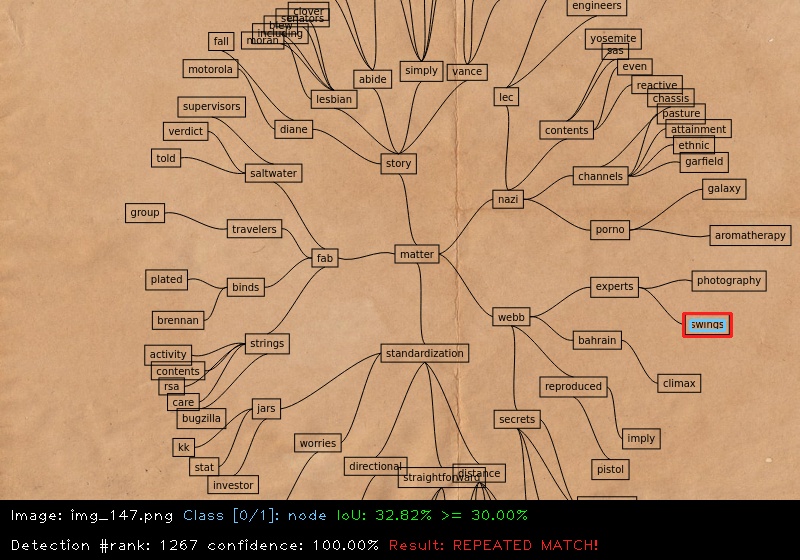 engineers
clover
senators
blew
including
moran
fall
yosemite
sas
even
motorola
abide
simply
vance
reactive
chassis
lesbian
lec
supervisors
pasture
verdict
diane
contents
attainment
ethnic
told
story
garfield
saltwater
channels
galaxy
nazi
group
travelers
porno
aromatherapy
fab
matter
plated
binds
experts
photography
brennan
webb
swings
strings
bahrain
activity
standardization
contents
rsa
reproduced
climax
care
jars
bugzilla
secrets
kk
worries
imply
stat
directional
straightforward
distance
pistol
investor
Image: img_147.png Class [0/1]: node IoU: 32.82% >= 30.00%
Detection #rank: 1267 confidence: 100.00% Result: REPEATED MATCH!